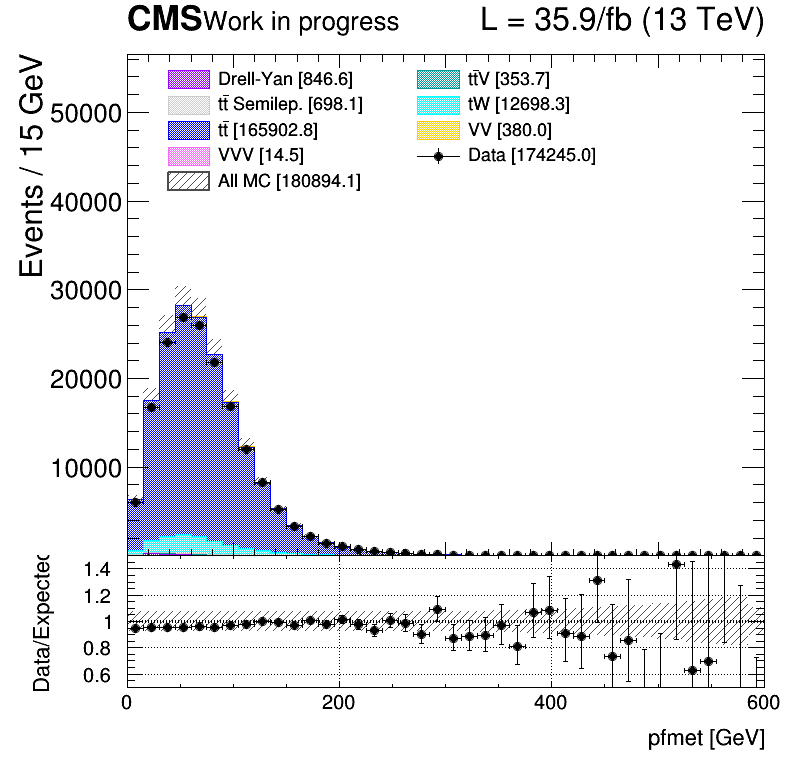 CMS Work in progress L = 35.9/fb (13 TeV)
Events / 15 GeV
50000
40000
30000
20000
10000
Drell-Yan [846.6]
tt̄ Semilep. [698.1]
tt̄ [165902.8]
VVV [14.5]
All MC [180894.1]
tt̄V [353.7]
tW [12698.3]
VV [380.0]
Data [174245.0]
Data/Expected
1.4
1.2
1
0.8
0.6
0 200 400 600
pfmet [GeV]